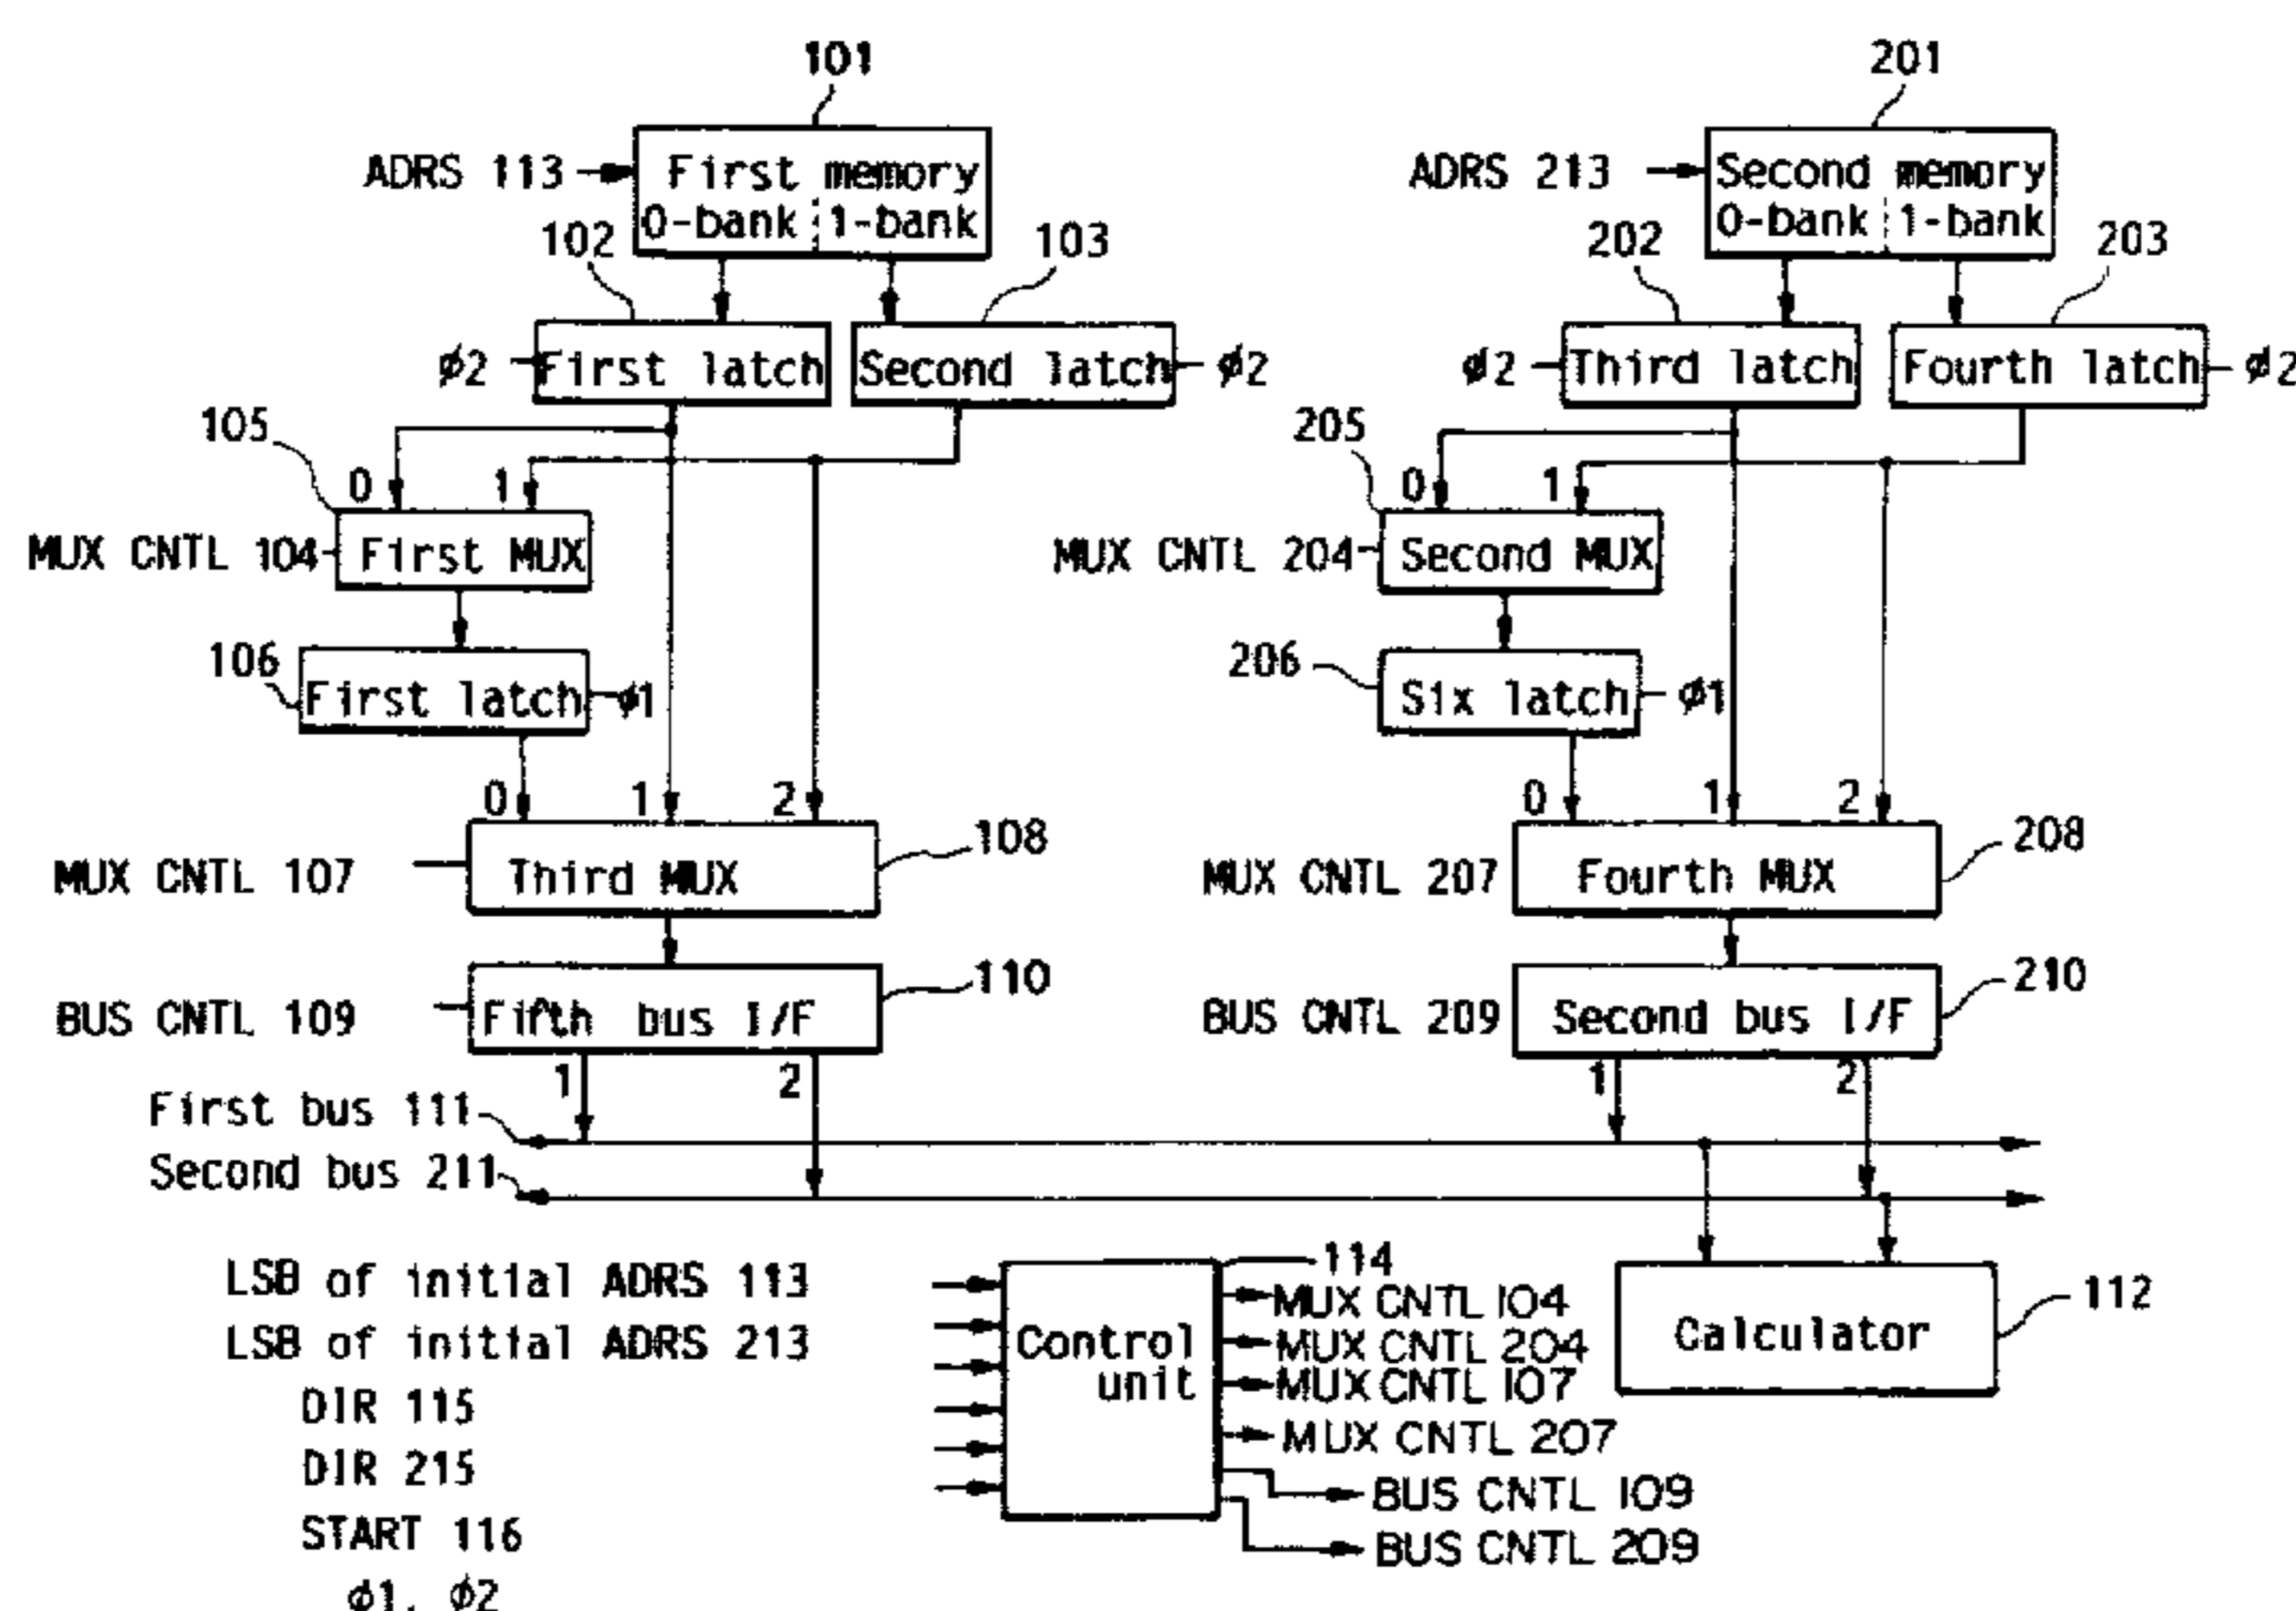 101
201
ADRS 113
First memory
0-bank 1-bank
ADRS 213
Second memory
0-bank 1-bank
102
103
202
203
ø2
First latch
Second latch
ø2
ø2
Third latch
Fourth latch
ø2
105
205
0
1
0
1
MUX CNTL 104
First MUX
MUX CNTL 204
Second MUX
106
First latch
ø1
206
Six latch
ø1
0
1
2
0
1
2
MUX CNTL 107
Third MUX
108
MUX CNTL 207
Fourth MUX
208
BUS CNTL 109
Fifth bus I/F
110
BUS CNTL 209
Second bus I/F
210
1
2
1
2
First bus 111
Second bus 211
LSB of initial ADRS 113
LSB of initial ADRS 213
DIR 115
DIR 215
START 116
ø1, ø2
Control
unit
114
MUX CNTL 104
MUX CNTL 204
MUX CNTL 107
MUX CNTL 207
BUS CNTL 109
BUS CNTL 209
Calculator
112